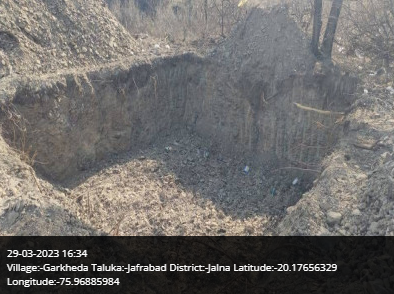 29-03-2023 16:34
Village:-Garkheda Taluka:-Jafrabad District:-Jalna Latitude:-20.17656329
Longitude:-75.96885984